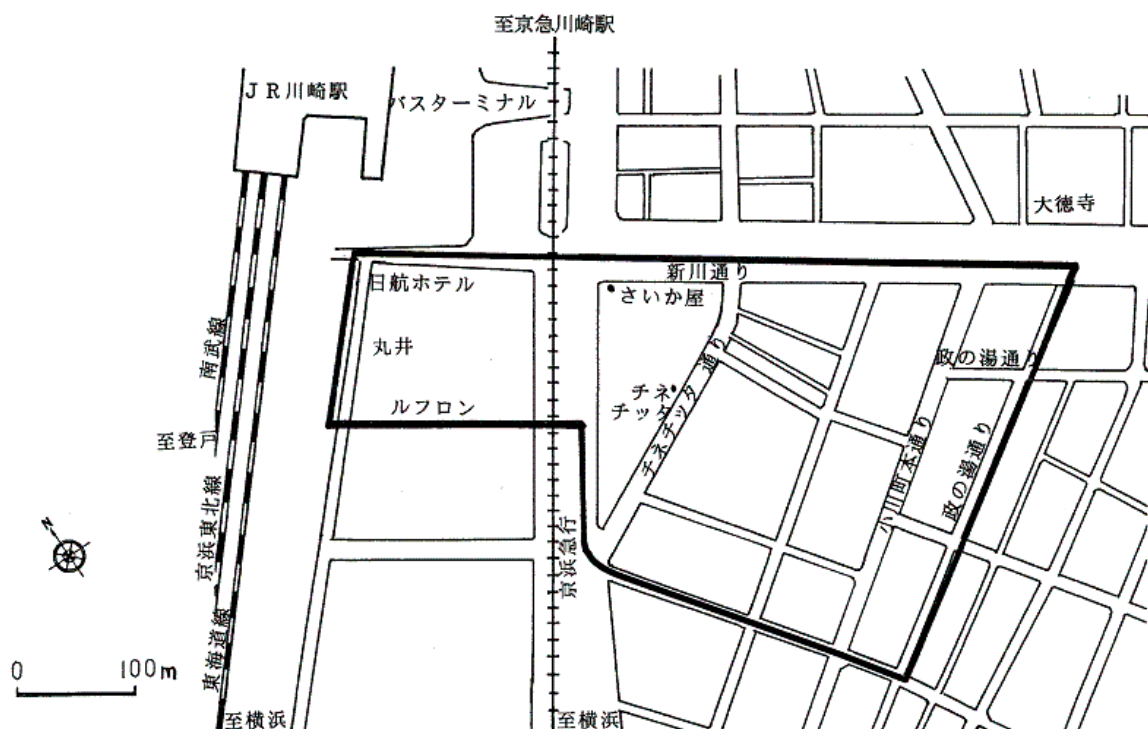 至京急川崎駅
JR川崎駅
バスターミナル
大徳寺
新川通り
日航ホテル
さいか屋
南武線
丸井
チネチッタ通り
政の湯通り
チネ
チッタ
ルフロン
小川町本通り
政の湯通り
至登戸
京浜東北線
N
京浜急行
東海道線
0 100m
至横浜
至横浜